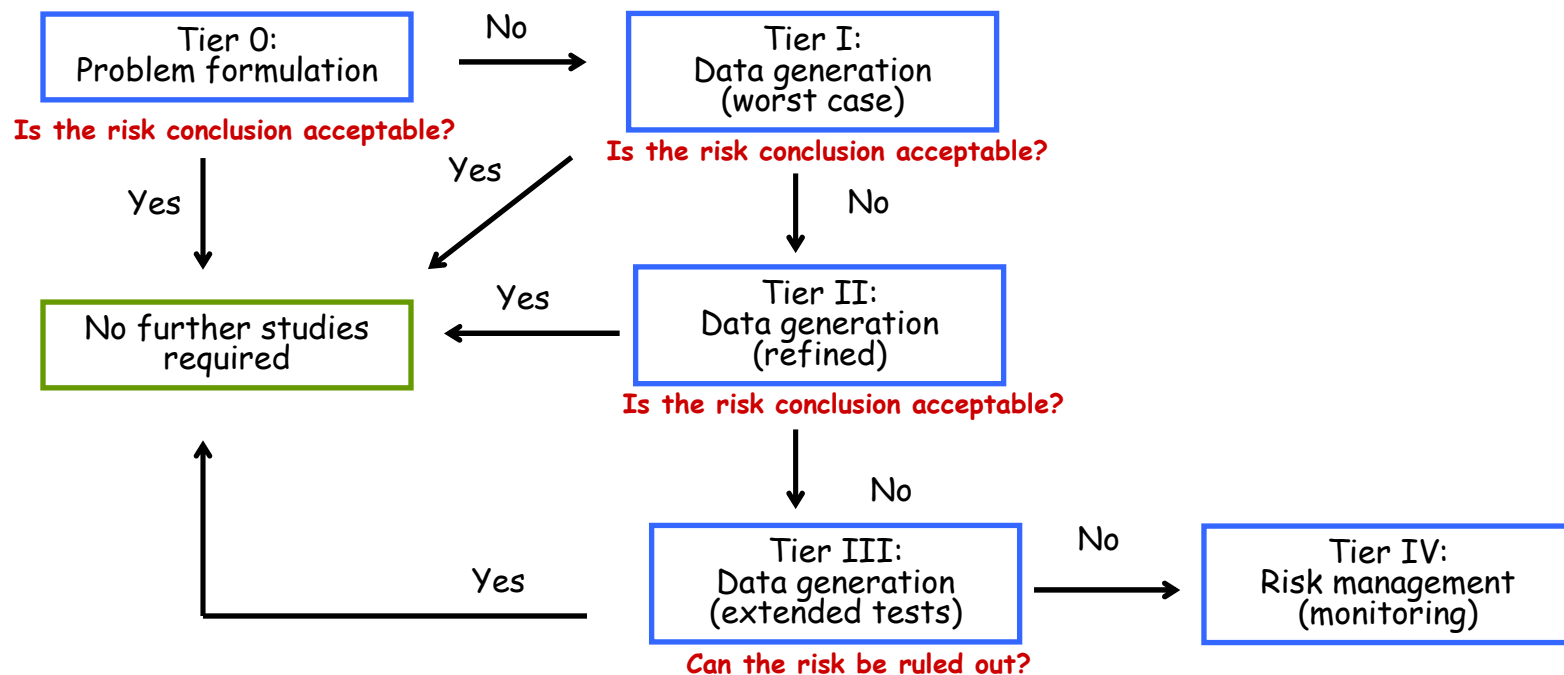 Tier 0:
Problem formulation
No
Tier I:
Data generation
(worst case)
Is the risk conclusion acceptable?
Is the risk conclusion acceptable?
Yes
Yes
No
No further studies
required
Yes
Tier II:
Data generation
(refined)
Is the risk conclusion acceptable?
No
Yes
Tier III:
Data generation
(extended tests)
No
Tier IV:
Risk management
(monitoring)
Can the risk be ruled out?